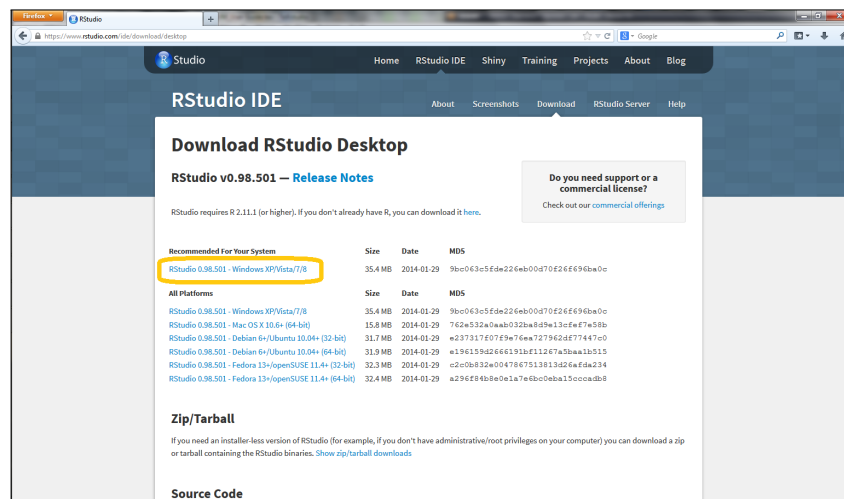 Firefox
RStudio
https://www.rstudio.com/ide/download/desktop
Google
R Studio
Home RStudio IDE Shiny Training Projects About Blog
RStudio IDE
About Screenshots Download RStudio Server Help
Download RStudio Desktop
RStudio v0.98.501 — Release Notes
Do you need support or a
commercial license?
Check out our commercial offerings
RStudio requires R 2.11.1 (or higher). If you don't already have R, you can download it here.
Recommended For Your System Size Date MD5
RStudio 0.98.501 - Windows XP/Vista/7/8 35.4 MB 2014-01-29 9bc063c5fde226eb00d70f26f696ba0c
All Platforms Size Date MD5
RStudio 0.98.501 - Windows XP/Vista/7/8 35.4 MB 2014-01-29 9bc063c5fde226eb00d70f26f696ba0c
RStudio 0.98.501 - Mac OS X 10.6+ (64-bit) 15.8 MB 2014-01-29 762e532a0aab032ba8d9e13cfef7e58b
RStudio 0.98.501 - Debian 6+/Ubuntu 10.04+ (32-bit) 31.7 MB 2014-01-29 e237317f07f9e76ea727962df77447c0
RStudio 0.98.501 - Debian 6+/Ubuntu 10.04+ (64-bit) 31.9 MB 2014-01-29 e196159d2666191bf11267a5baa1b515
RStudio 0.98.501 - Fedora 13+/openSUSE 11.4+ (32-bit) 32.3 MB 2014-01-29 c2c0b832e0047867513813d26afda234
RStudio 0.98.501 - Fedora 13+/openSUSE 11.4+ (64-bit) 32.4 MB 2014-01-29 a296f84b8e0e1a7e6bc0eba15cccadb8
Zip/Tarball
If you need an installer-less version of RStudio (for example, if you don't have administrative/root privileges on your computer) you can download a zip
or tarball containing the RStudio binaries. Show zip/tarball downloads
Source Code